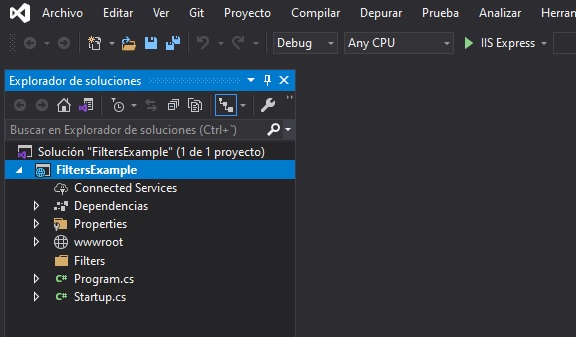 Archivo Editar Ver Git Proyecto Compilar Depurar Prueba Analizar Herran
Debug Any CPU IIS Express
Explorador de soluciones
Buscar en Explorador de soluciones (Ctrl+`)
Solución "FiltersExample" (1 de 1 proyecto)
FiltersExample
Connected Services
Dependencias
Properties
wwwroot
Filters
C# Program.cs
C# Startup.cs